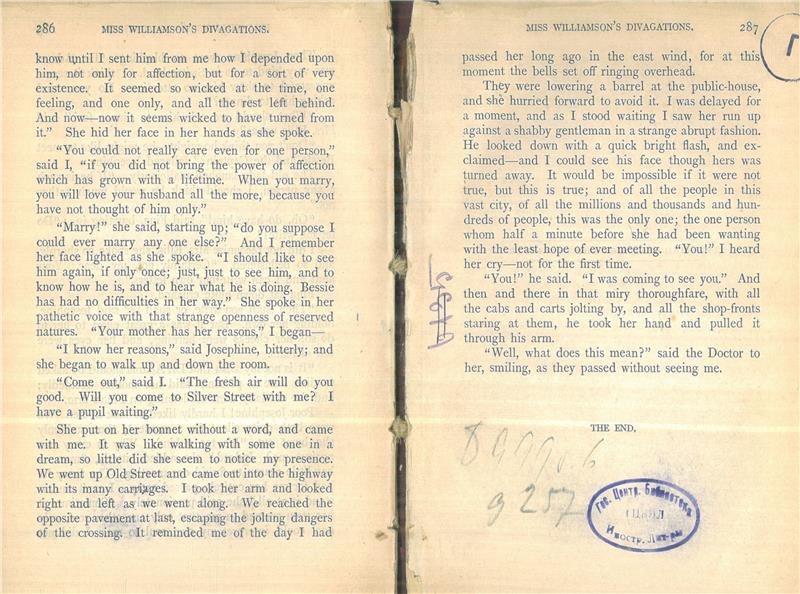 286 MISS WILLIAMSON'S DIVAGATIONS.
know until I sent him from me how I depended upon
him, not only for affection, but for a sort of very
existence. It seemed so wicked at the time, one
feeling, and one only, and all the rest left behind.
And now—now it seems wicked to have turned from
it." She hid her face in her hands as she spoke.
"You could not really care even for one person,"
said I, "if you did not bring the power of affection
which has grown with a lifetime. When you marry,
you will love your husband all the more, because you
have not thought of him only."
"Marry!" she said, starting up; "do you suppose I
could ever marry any one else?" And I remember
her face lighted as she spoke. "I should like to see
him again, if only once; just, just to see him, and to
know how he is, and to hear what he is doing. Bessie
has had no difficulties in her way." She spoke in her
pathetic voice with that strange openness of reserved
natures. "Your mother has her reasons," I began—
"I know her reasons," said Josephine, bitterly; and
she began to walk up and down the room.
"Come out," said I. "The fresh air will do you
good. Will you come to Silver Street with me? I
have a pupil waiting."
She put on her bonnet without a word, and came
with me. It was like walking with some one in a
dream, so little did she seem to notice my presence.
We went up Old Street and came out into the highway
with its many carriages. I took her arm and looked
right and left as we went along. We reached the
opposite pavement at last, escaping the jolting dangers
of the crossing. It reminded me of the day I had
MISS WILLIAMSON'S DIVAGATIONS. 287
passed her long ago in the east wind, for at this
moment the bells set off ringing overhead.
They were lowering a barrel at the public-house,
and she hurried forward to avoid it. I was delayed for
a moment, and as I stood waiting I saw her run up
against a shabby gentleman in a strange abrupt fashion.
He looked down with a quick bright flash, and ex-
claimed—and I could see his face though hers was
turned away. It would be impossible if it were not
true, but this is true; and of all the people in this
vast city, of all the millions and thousands and hun-
dreds of people, this was the only one; the one person
whom half a minute before she had been wanting
with the least hope of ever meeting. "You!" I heard
her cry—not for the first time.
"You!" he said. "I was coming to see you." And
then and there in that miry thoroughfare, with all
the cabs and carts jolting by, and all the shop-fronts
staring at them, he took her hand and pulled it
through his arm.
"Well, what does this mean?" said the Doctor to
her, smiling, as they passed without seeing me.
THE END.
g 257
Гос. Центр. Библиотека
Иностр. Лит-ры